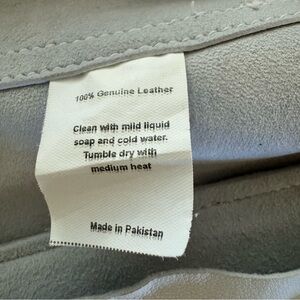 100% Genuine Leather
Clean with mild liquid
soap and cold water.
Tumble dry with
medium heat
Made in Pakistan